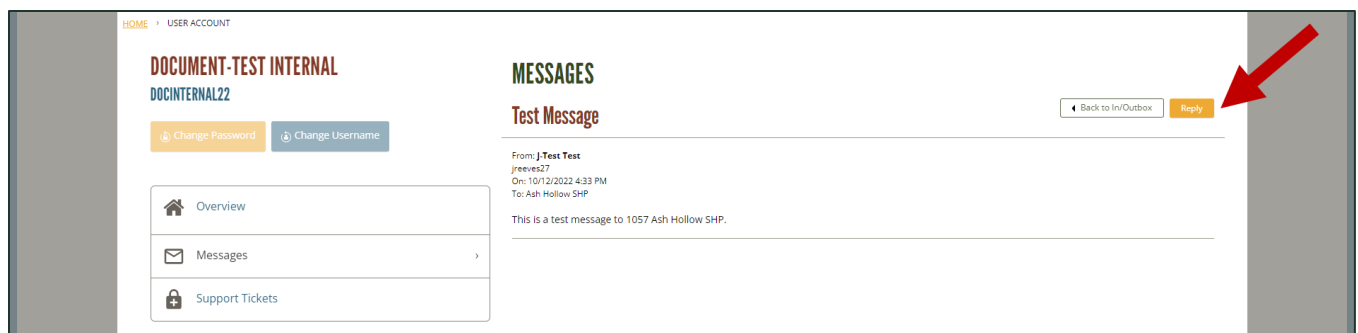 HOME › USER ACCOUNT
DOCUMENT-TEST INTERNAL
DOCINTERNAL22
Change Password
Change Username
Overview
Messages
Support Tickets
MESSAGES
Test Message
Back to In/Outbox
Reply
From: J-Test Test
jreeves27
On: 10/12/2022 4:33 PM
To: Ash Hollow SHP
This is a test message to 1057 Ash Hollow SHP.